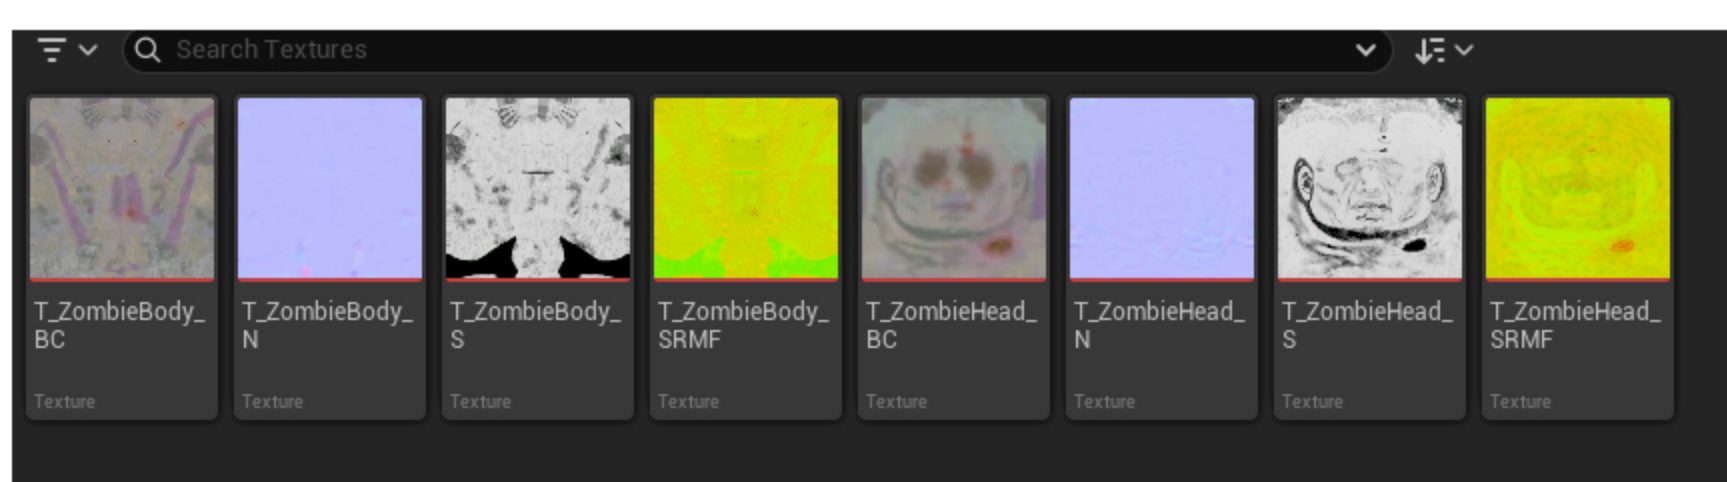 Search Textures
T_ZombieBody_
BC
Texture
T_ZombieBody_
N
Texture
T_ZombieBody_
S
Texture
T_ZombieBody_
SRMF
Texture
T_ZombieHead_
BC
Texture
T_ZombieHead_
N
Texture
T_ZombieHead_
S
Texture
T_ZombieHead_
SRMF
Texture